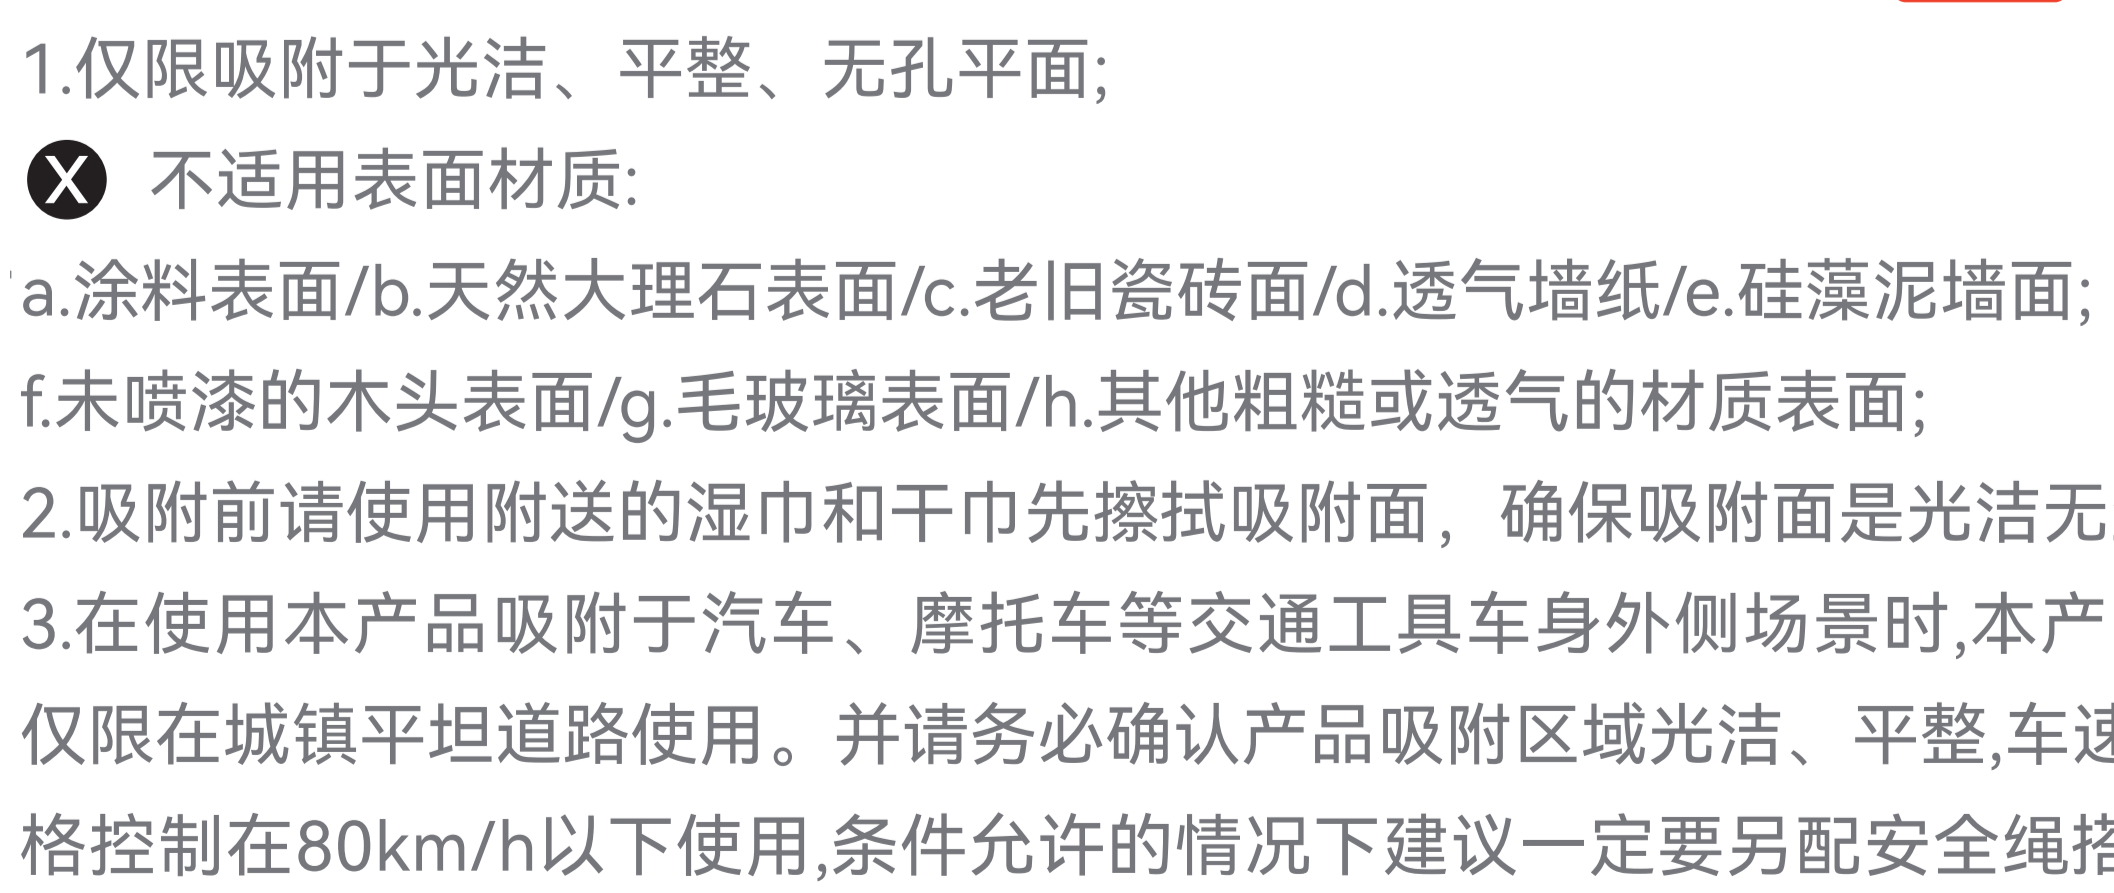 1.仅限吸附于光洁、平整、无孔平面;
X 不适用表面材质:
a.涂料表面/b.天然大理石表面/c.老旧瓷砖面/d.透气墙纸/e.硅藻泥墙面;
f.未喷漆的木头表面/g.毛玻璃表面/h.其他粗糙或透气的材质表面;
2.吸附前请使用附送的湿巾和干巾先擦拭吸附面，确保吸附面是光洁无
3.在使用本产品吸附于汽车、摩托车等交通工具车身外侧场景时,本产
仅限在城镇平坦道路使用。并请务必确认产品吸附区域光洁、平整,车速
格控制在80km/h以下使用,条件允许的情况下建议一定要另配安全绳搭